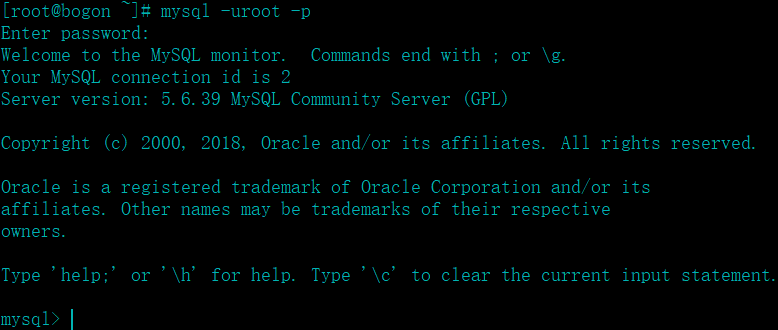 [root@bogon ~]# mysql -uroot -p
Enter password:
Welcome to the MySQL monitor.  Commands end with ; or \g.
Your MySQL connection id is 2
Server version: 5.6.39 MySQL Community Server (GPL)

Copyright (c) 2000, 2018, Oracle and/or its affiliates. All rights reserved.

Oracle is a registered trademark of Oracle Corporation and/or its
affiliates. Other names may be trademarks of their respective
owners.

Type 'help;' or '\h' for help. Type '\c' to clear the current input statement.

mysql>